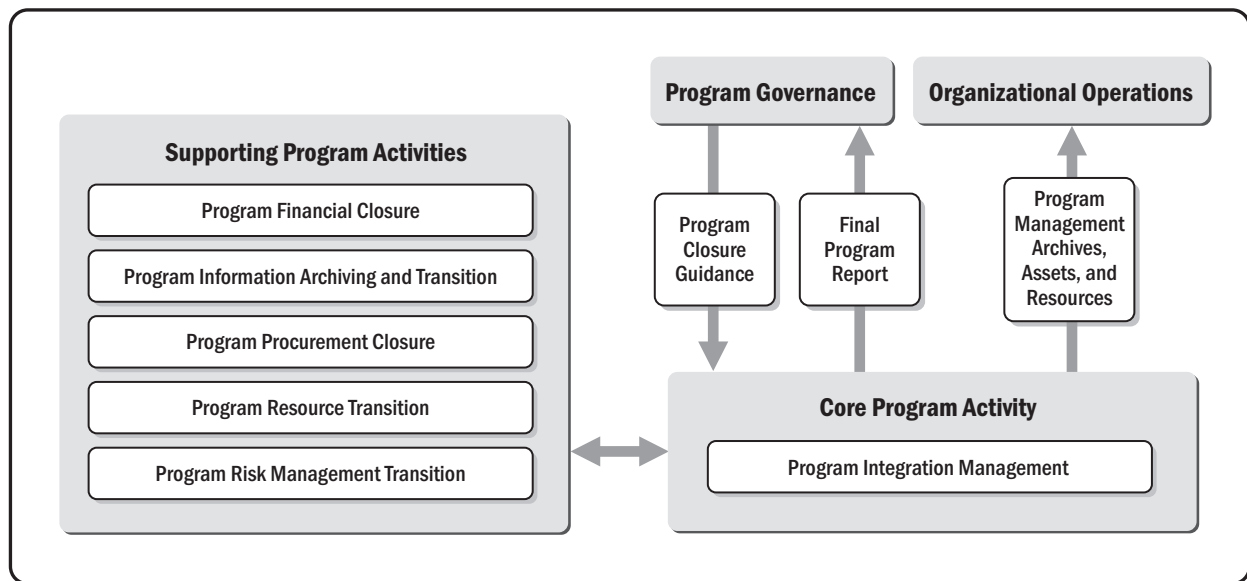 Supporting Program Activities
Program Financial Closure
Program Information Archiving and Transition
Program Procurement Closure
Program Resource Transition
Program Risk Management Transition
Program Governance
Organizational Operations
Program
Closure
Guidance
Final
Program
Report
Program
Management
Archives,
Assets, and
Resources
Core Program Activity
Program Integration Management